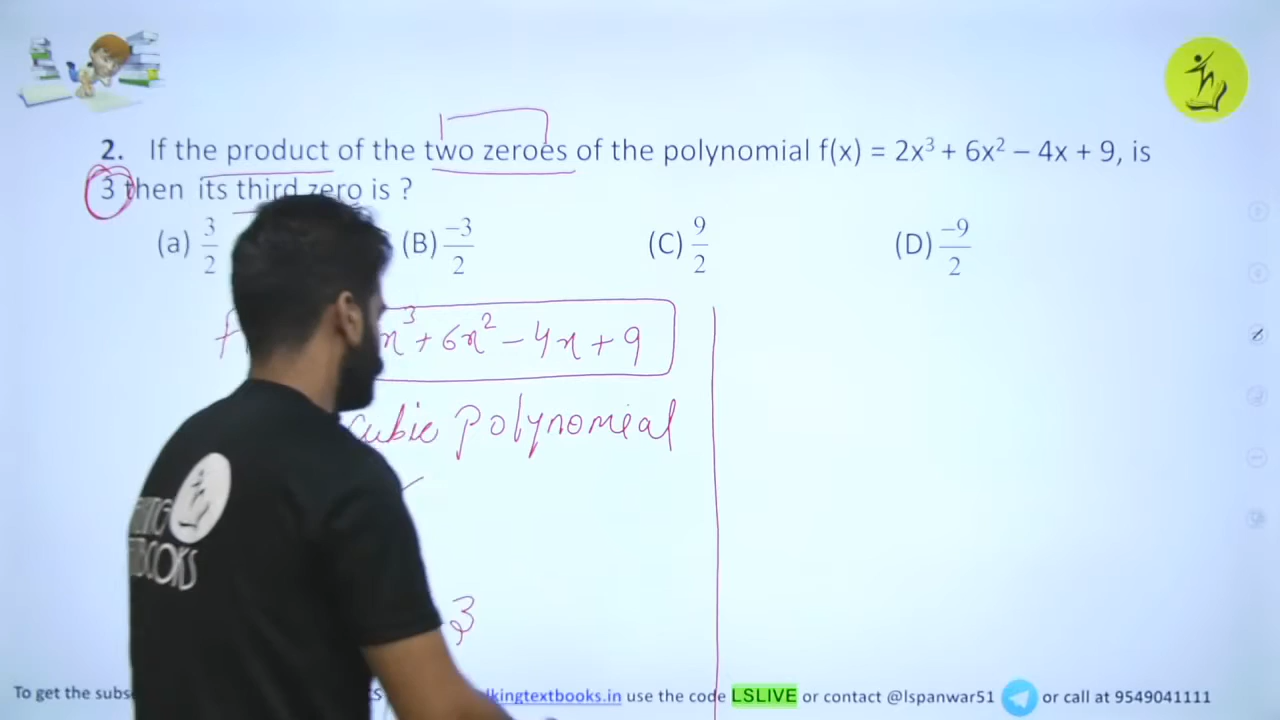 2. If the product of the two zeroes of the polynomial f(x) = 2x³ + 6x² – 4x + 9, is
3 then its third zero is ?
(a) 3/2 (B) −3/2 (C) 9/2 (D) −9/2
x³ + 6x² − 4x + 9
cubic polynomial
3
To get the subs
lkingtextbooks.in use the code LSLIVE or contact @lspanwar51 or call at 9549041111